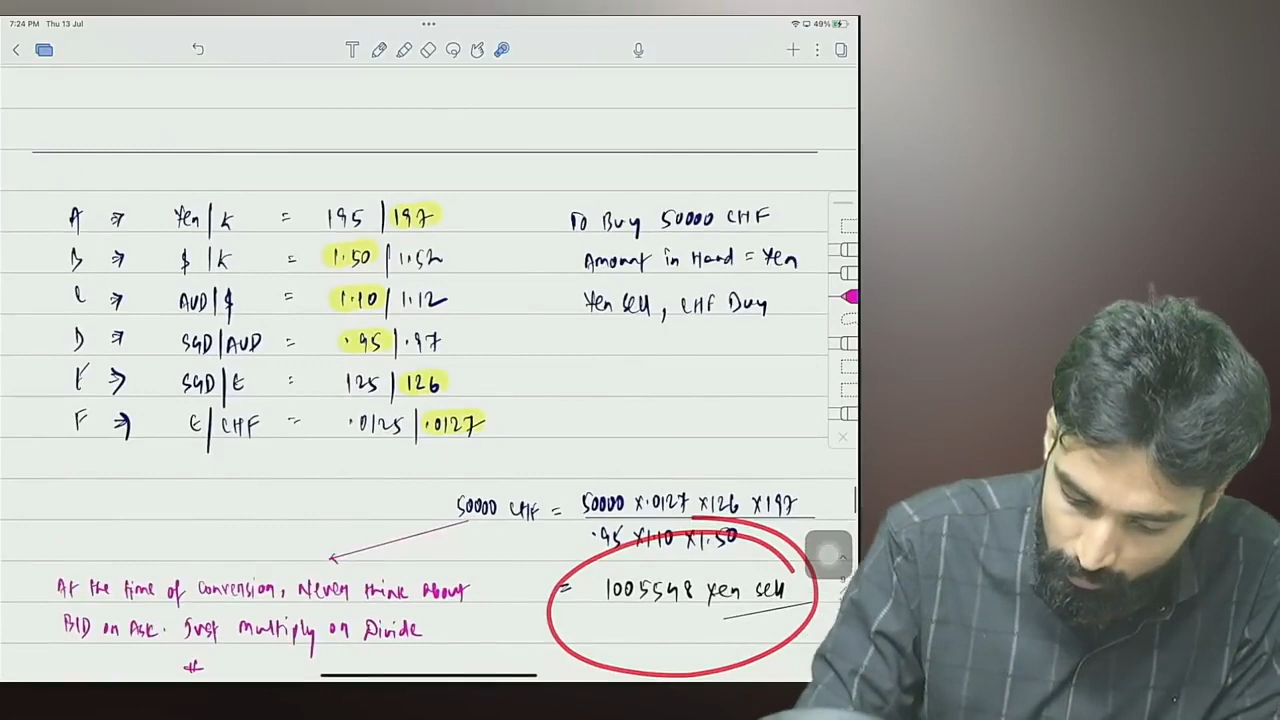 7:24 PM Thu 13 Jul
49%
A ⇒ Yen|£ = 195 | 197
B ⇒ $|£ = 1.50 | 1.52
C ⇒ AUD|$ = 1.10 | 1.12
D ⇒ SGD|AUD = .95 | .97
E ⇒ SGD|€ = 125 | 126
F ⇒ €|CHF = .0125 | .0127
To Buy 50000 CHF
Amount in Hand = Yen
Yen sell, CHF Buy
50000 CHF = 50000 x .0127 x 126 x 197
.95 x 1.10 x 1.50
= 1005548 Yen sell
At the time of conversion, Never think About
BID or Ask. Just multiply or Divide